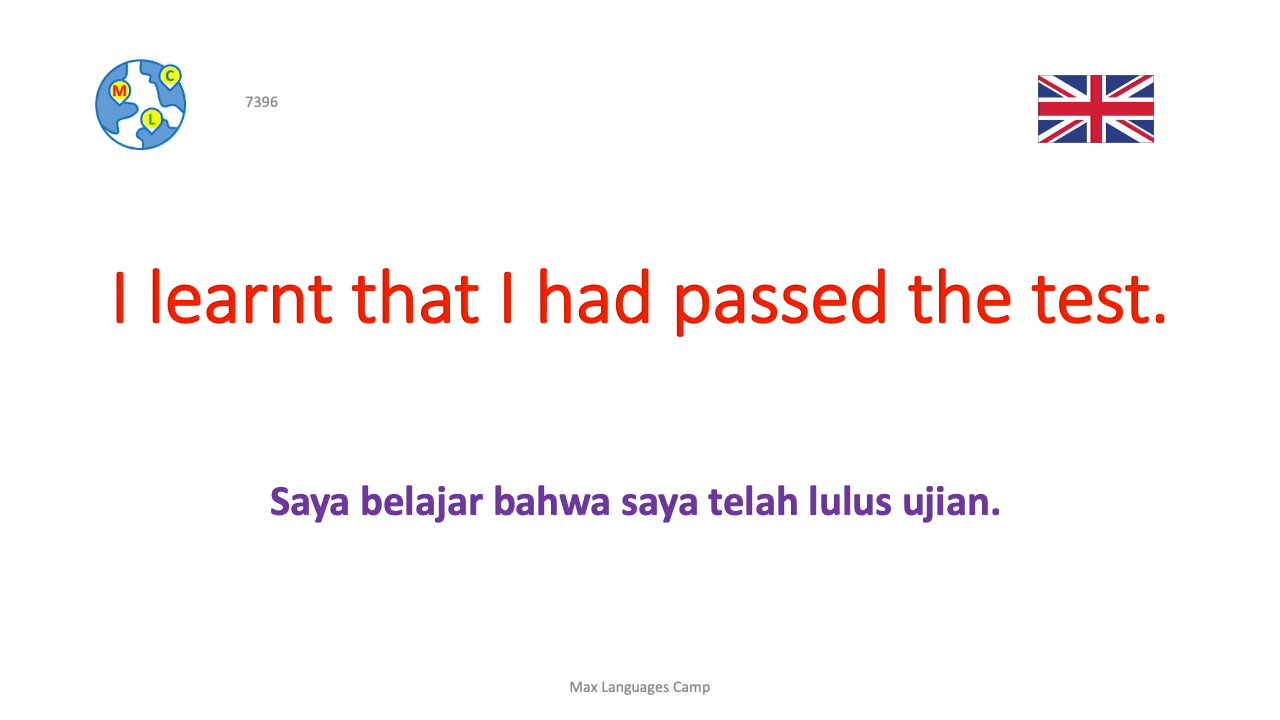 M
C
L
7396
I learnt that I had passed the test.
Saya belajar bahwa saya telah lulus ujian.
Max Languages Camp